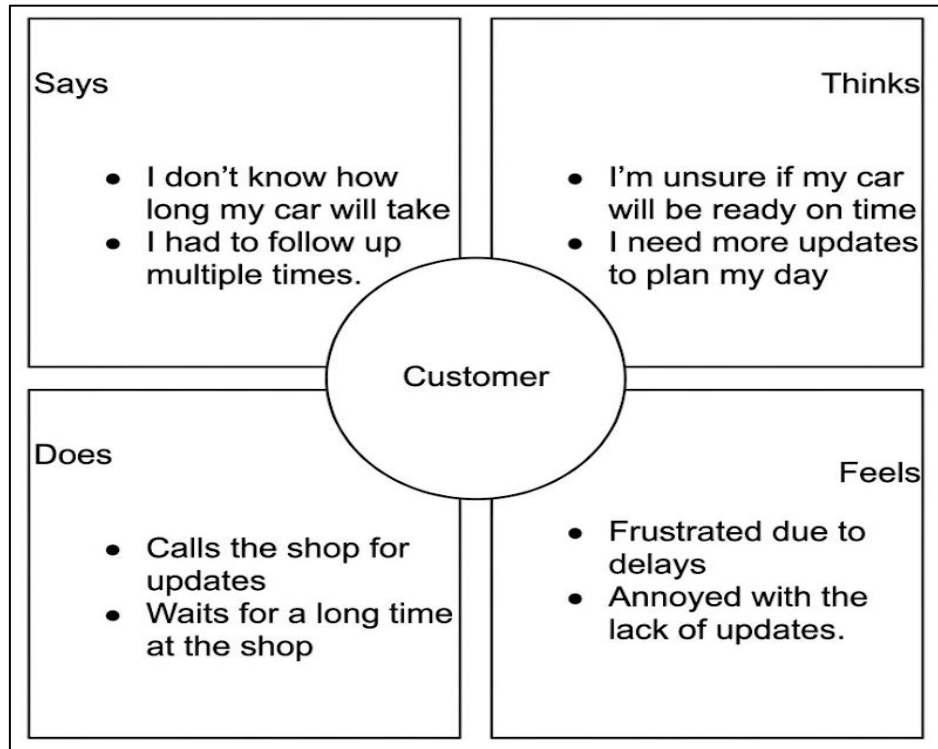 Says
● I don't know how
long my car will take
● I had to follow up
multiple times.
Thinks
● I'm unsure if my car
will be ready on time
● I need more updates
to plan my day
Customer
Does
● Calls the shop for
updates
● Waits for a long time
at the shop
Feels
● Frustrated due to
delays
● Annoyed with the
lack of updates.